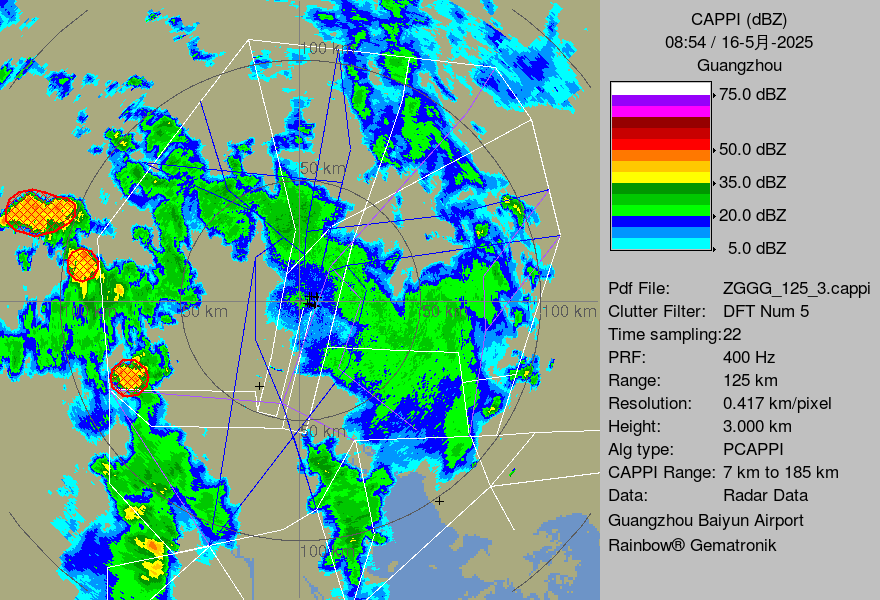 CAPPI (dBZ)
08:54 / 16-5月-2025
Guangzhou
75.0 dBZ
50.0 dBZ
35.0 dBZ
20.0 dBZ
5.0 dBZ
Pdf File: ZGGG_125_3.cappi
Clutter Filter: DFT Num 5
Time sampling:22
PRF: 400 Hz
Range: 125 km
Resolution: 0.417 km/pixel
Height: 3.000 km
Alg type: PCAPPI
CAPPI Range: 7 km to 185 km
Data: Radar Data
Guangzhou Baiyun Airport
Rainbow® Gematronik
100 km
50 km
50 km
50 km
100 km
50 km
100 km